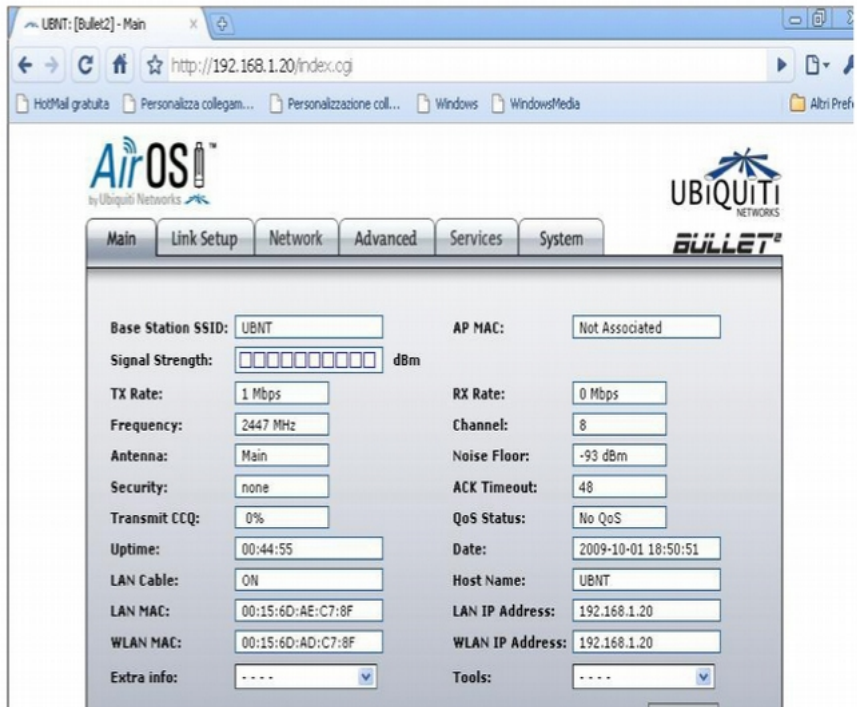 UBNT: [Bullet2] - Main
http://192.168.1.20/index.cgi
HotMail gratuita Personalizza collegam... Personalizzazione coll... Windows WindowsMedia Altri Prefe
AirOS™
by Ubiquiti Networks
UBiQUiTi
NETWORKS
BULLET²
Main Link Setup Network Advanced Services System
Base Station SSID: UBNT AP MAC: Not Associated
Signal Strength: dBm
TX Rate: 1 Mbps RX Rate: 0 Mbps
Frequency: 2447 MHz Channel: 8
Antenna: Main Noise Floor: -93 dBm
Security: none ACK Timeout: 48
Transmit CCQ: 0% QoS Status: No QoS
Uptime: 00:44:55 Date: 2009-10-01 18:50:51
LAN Cable: ON Host Name: UBNT
LAN MAC: 00:15:6D:AE:C7:8F LAN IP Address: 192.168.1.20
WLAN MAC: 00:15:6D:AD:C7:8F WLAN IP Address: 192.168.1.20
Extra info: - - - - Tools: - - - -